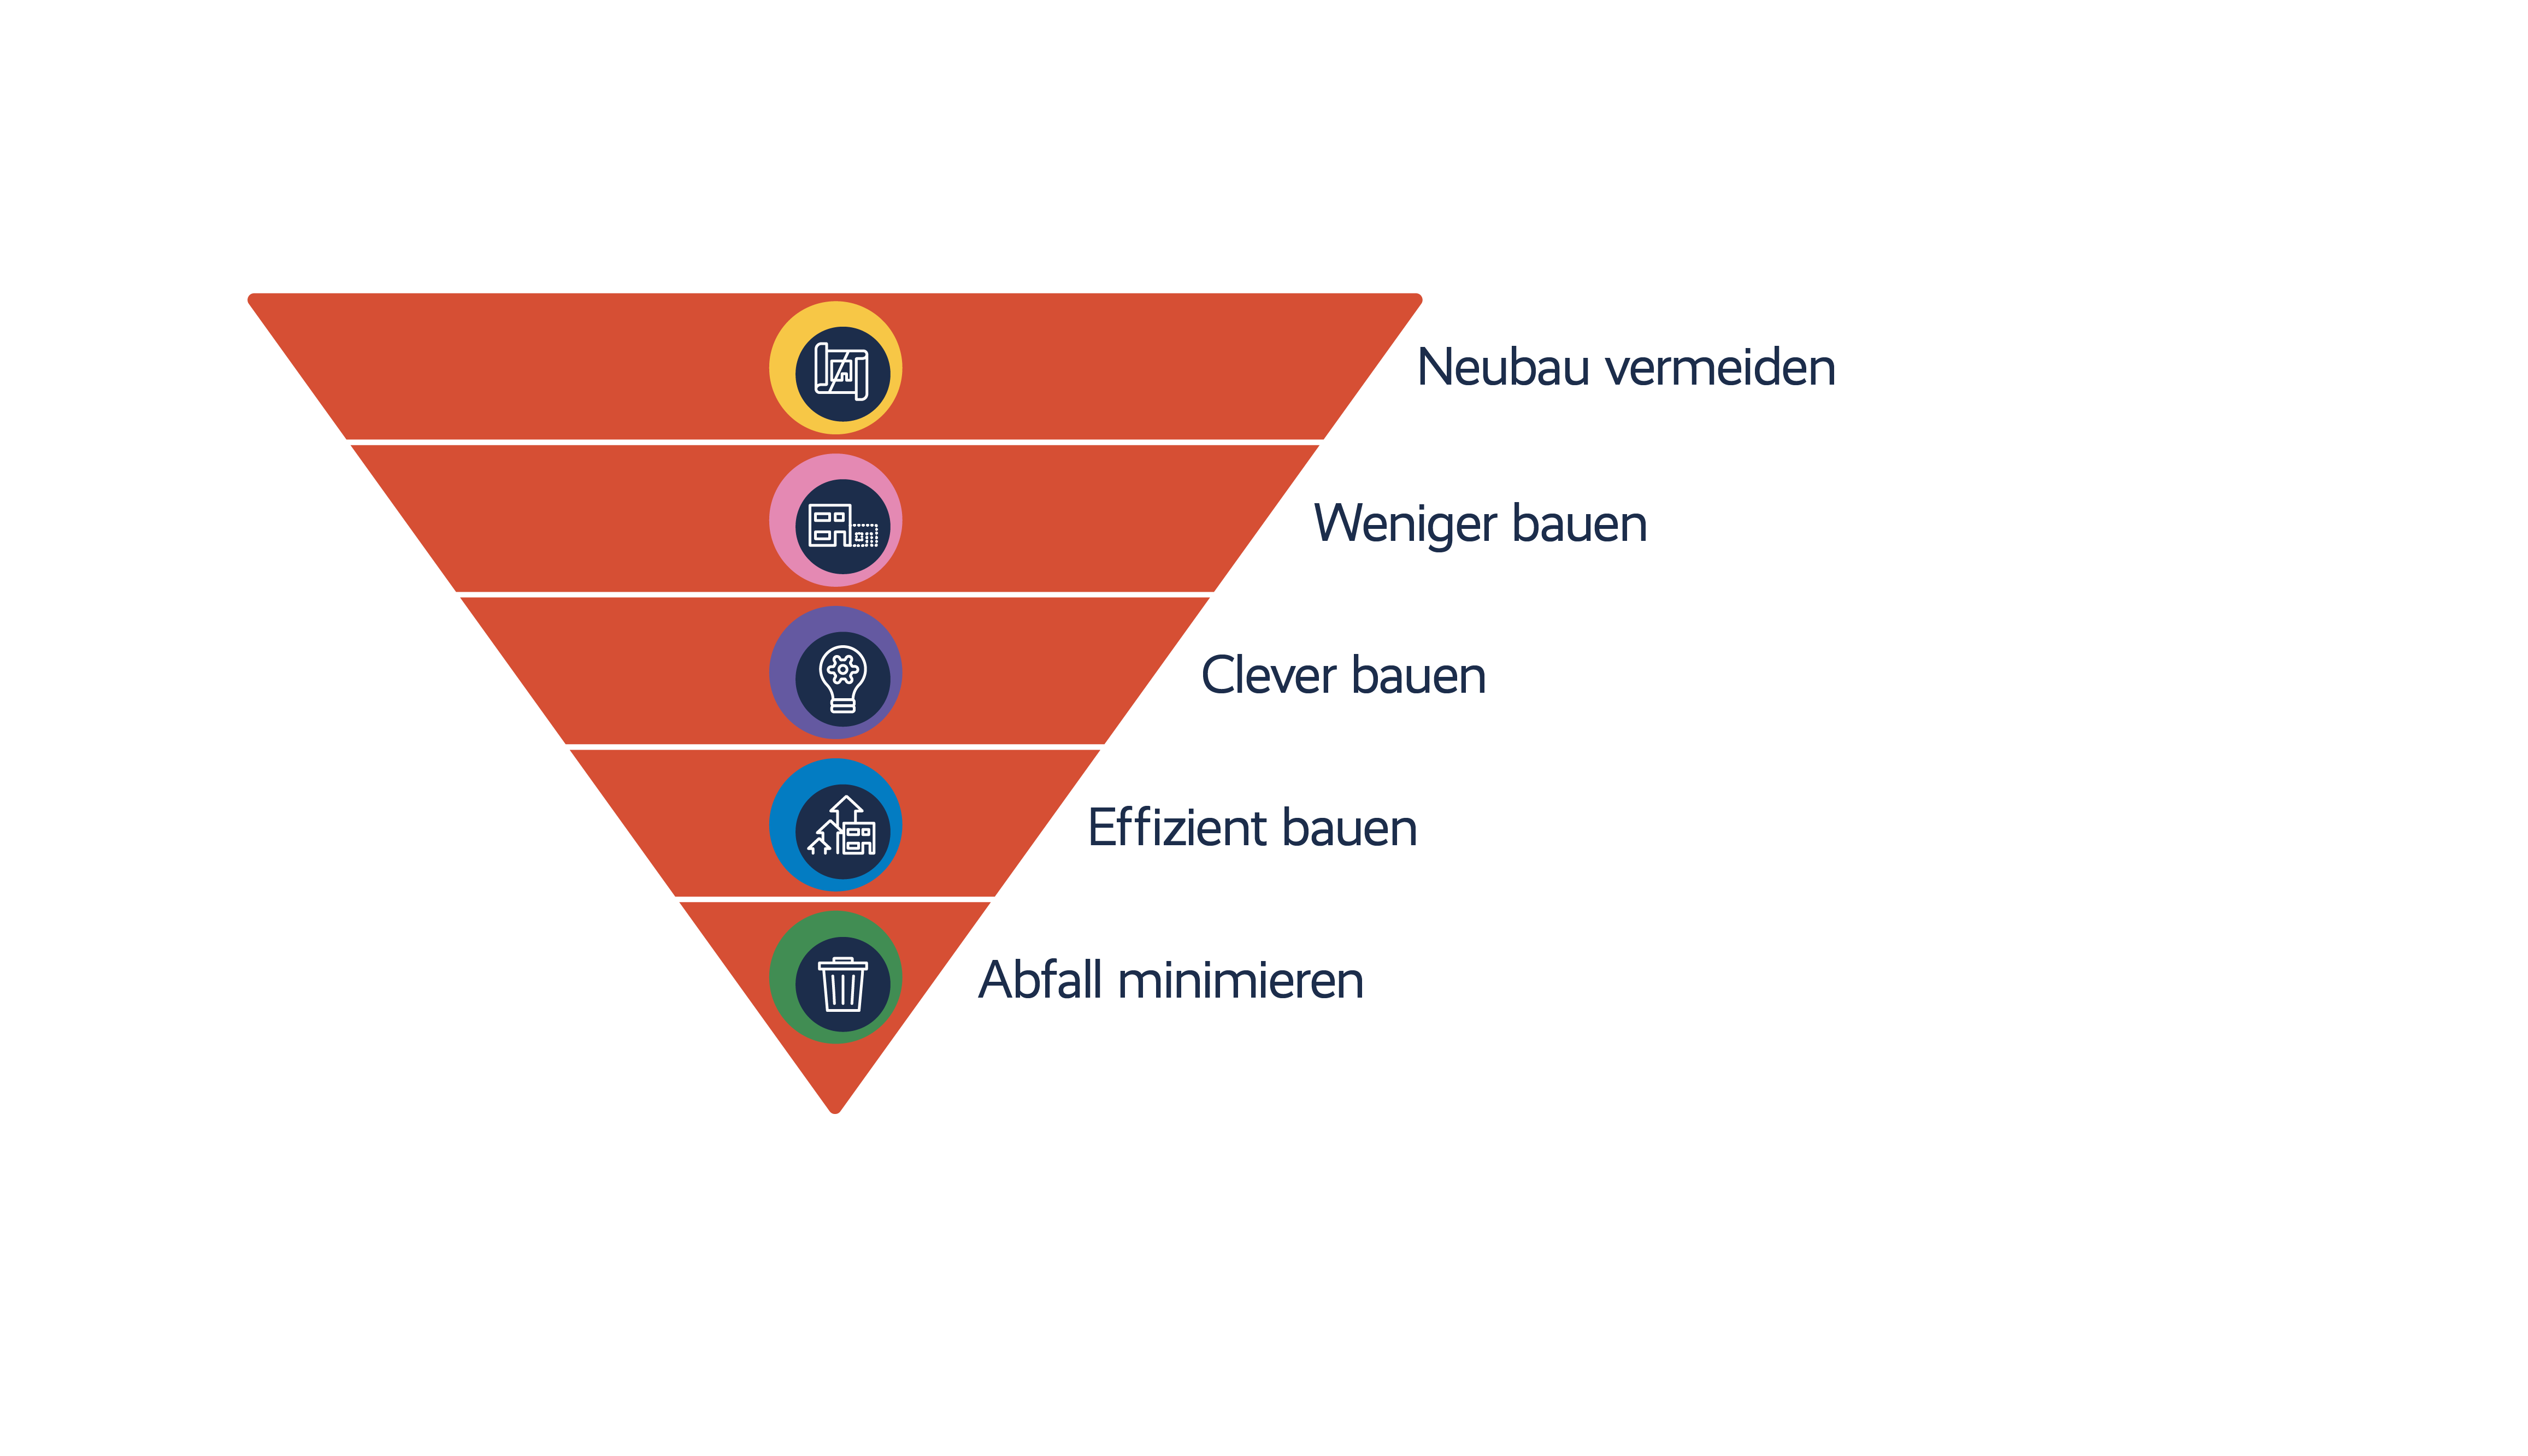 Neubau vermeiden
Weniger bauen
Clever bauen
Effizient bauen
Abfall minimieren